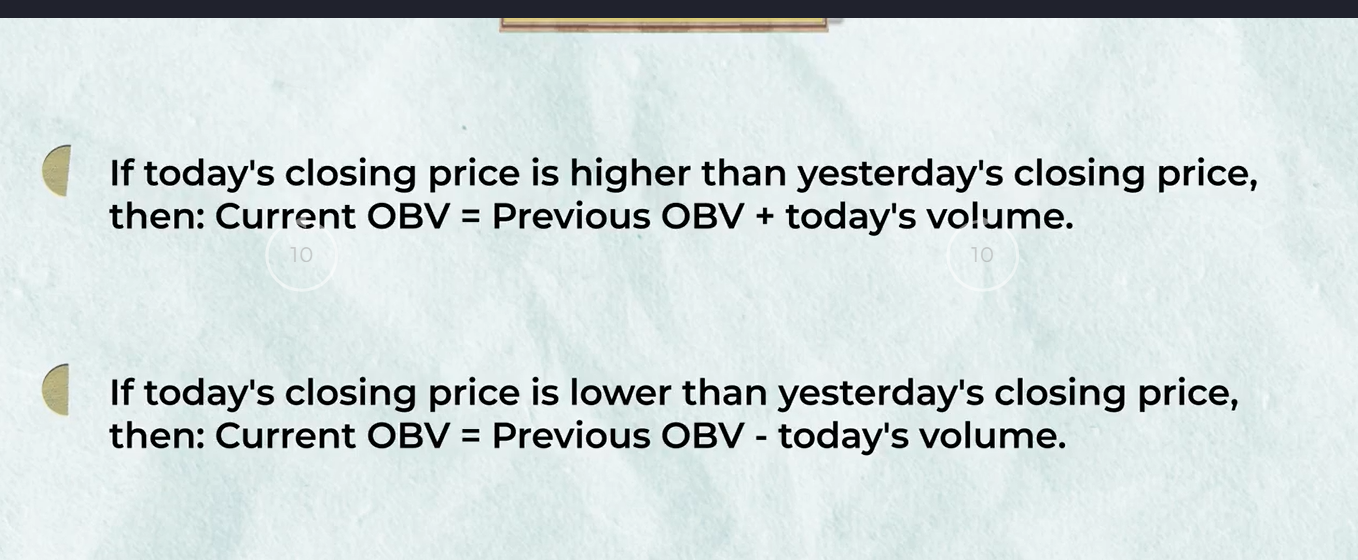 If today's closing price is higher than yesterday's closing price,
then: Current OBV = Previous OBV + today's volume.
10 10
If today's closing price is lower than yesterday's closing price,
then: Current OBV = Previous OBV - today's volume.